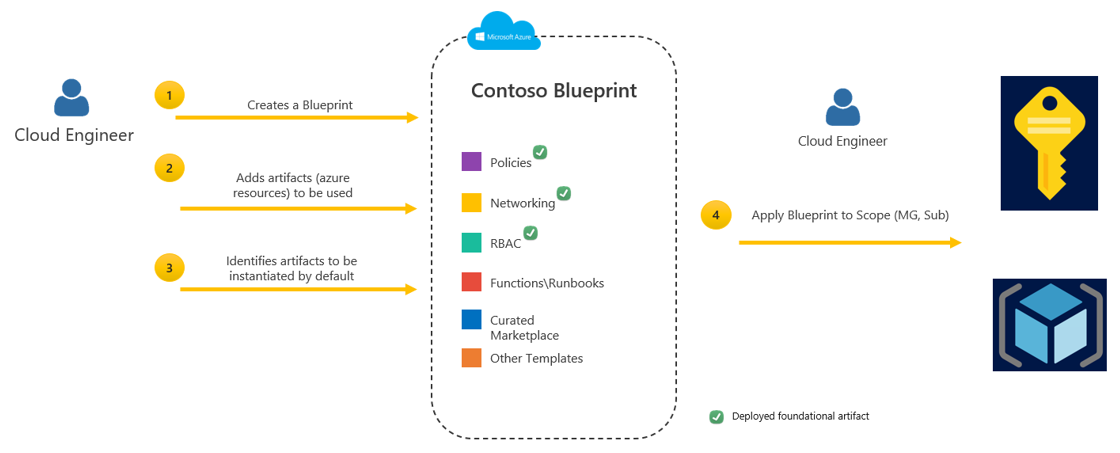 Microsoft Azure
Contoso Blueprint
Cloud Engineer
1
Creates a Blueprint
2
Adds artifacts (azure
resources) to be used
3
Identifies artifacts to be
instantiated by default
Policies
Networking
RBAC
Functions\Runbooks
Curated
Marketplace
Other Templates
Cloud Engineer
4
Apply Blueprint to Scope (MG, Sub)
Deployed foundational artifact